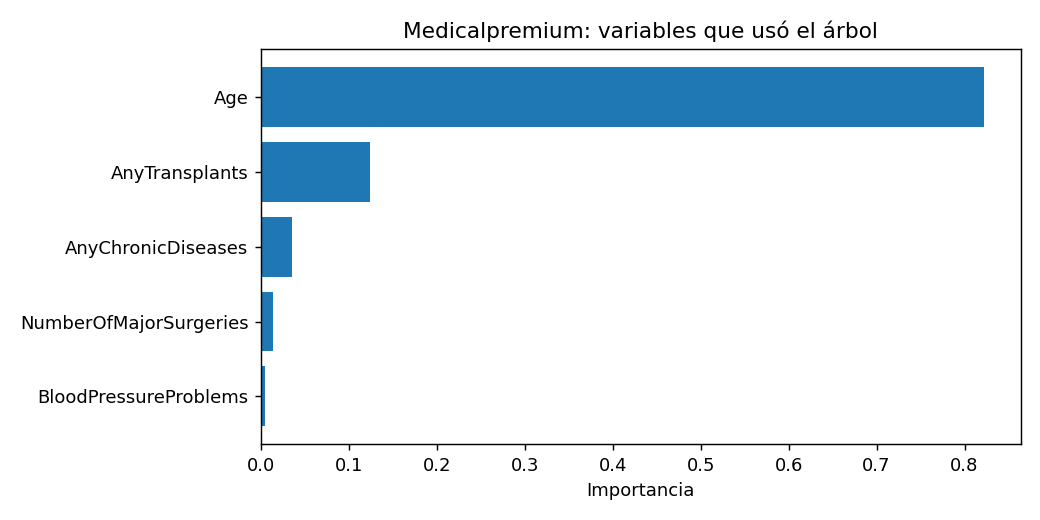 Medicalpremium: variables que usó el árbol
Age
AnyTransplants
AnyChronicDiseases
NumberOfMajorSurgeries
BloodPressureProblems
0.0 0.1 0.2 0.3 0.4 0.5 0.6 0.7 0.8
Importancia